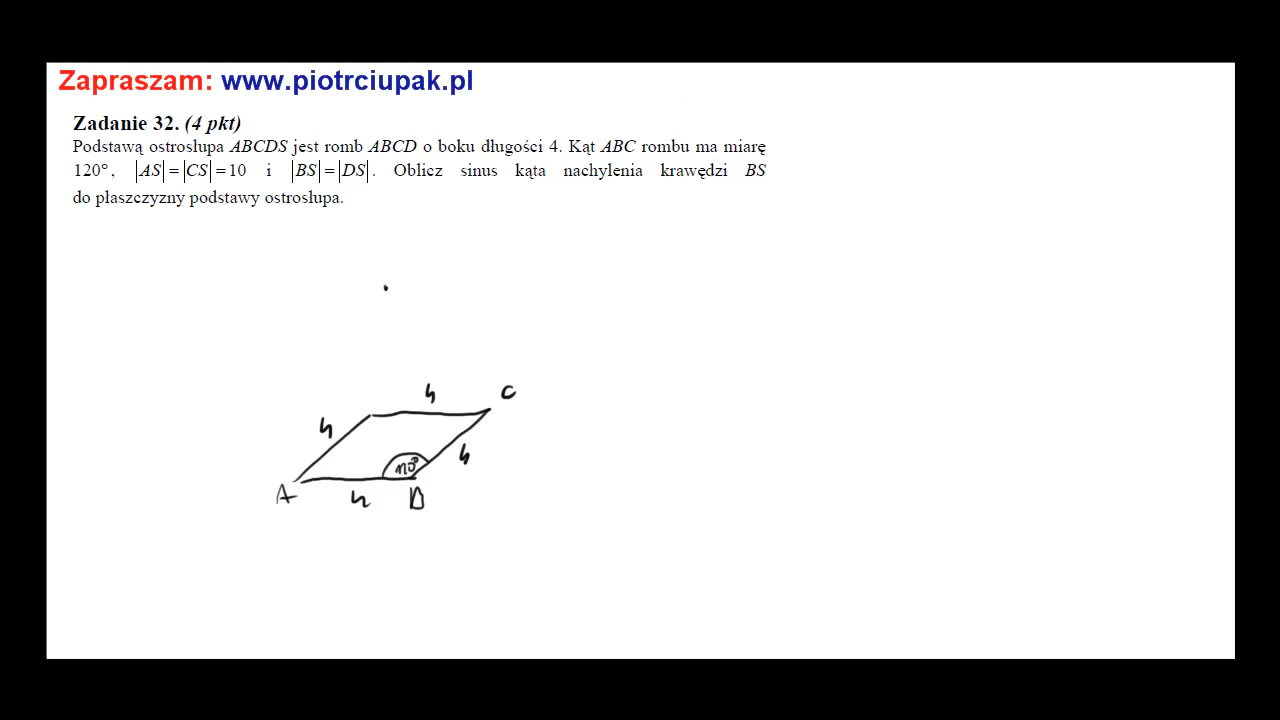 Zapraszam: www.piotrciupak.pl
Zadanie 32. (4 pkt)
Podstawą ostrosłupa ABCDS jest romb ABCD o boku długości 4. Kąt ABC rombu ma miarę
120°, |AS|=|CS|=10 i |BS|=|DS|. Oblicz sinus kąta nachylenia krawędzi BS
do płaszczyzny podstawy ostrosłupa.
4
C
4
120°
4
A
4
B